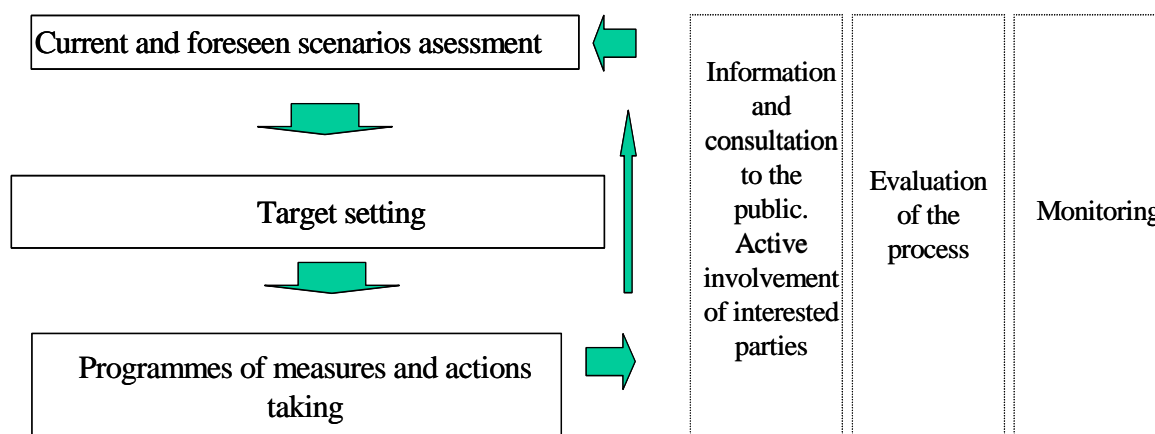 Current and foreseen scenarios asessment
Target setting
Programmes of measures and actions
taking
Information
and
consultation
to the
public.
Active
involvement
of interested
parties
Evaluation
of the
process
Monitoring